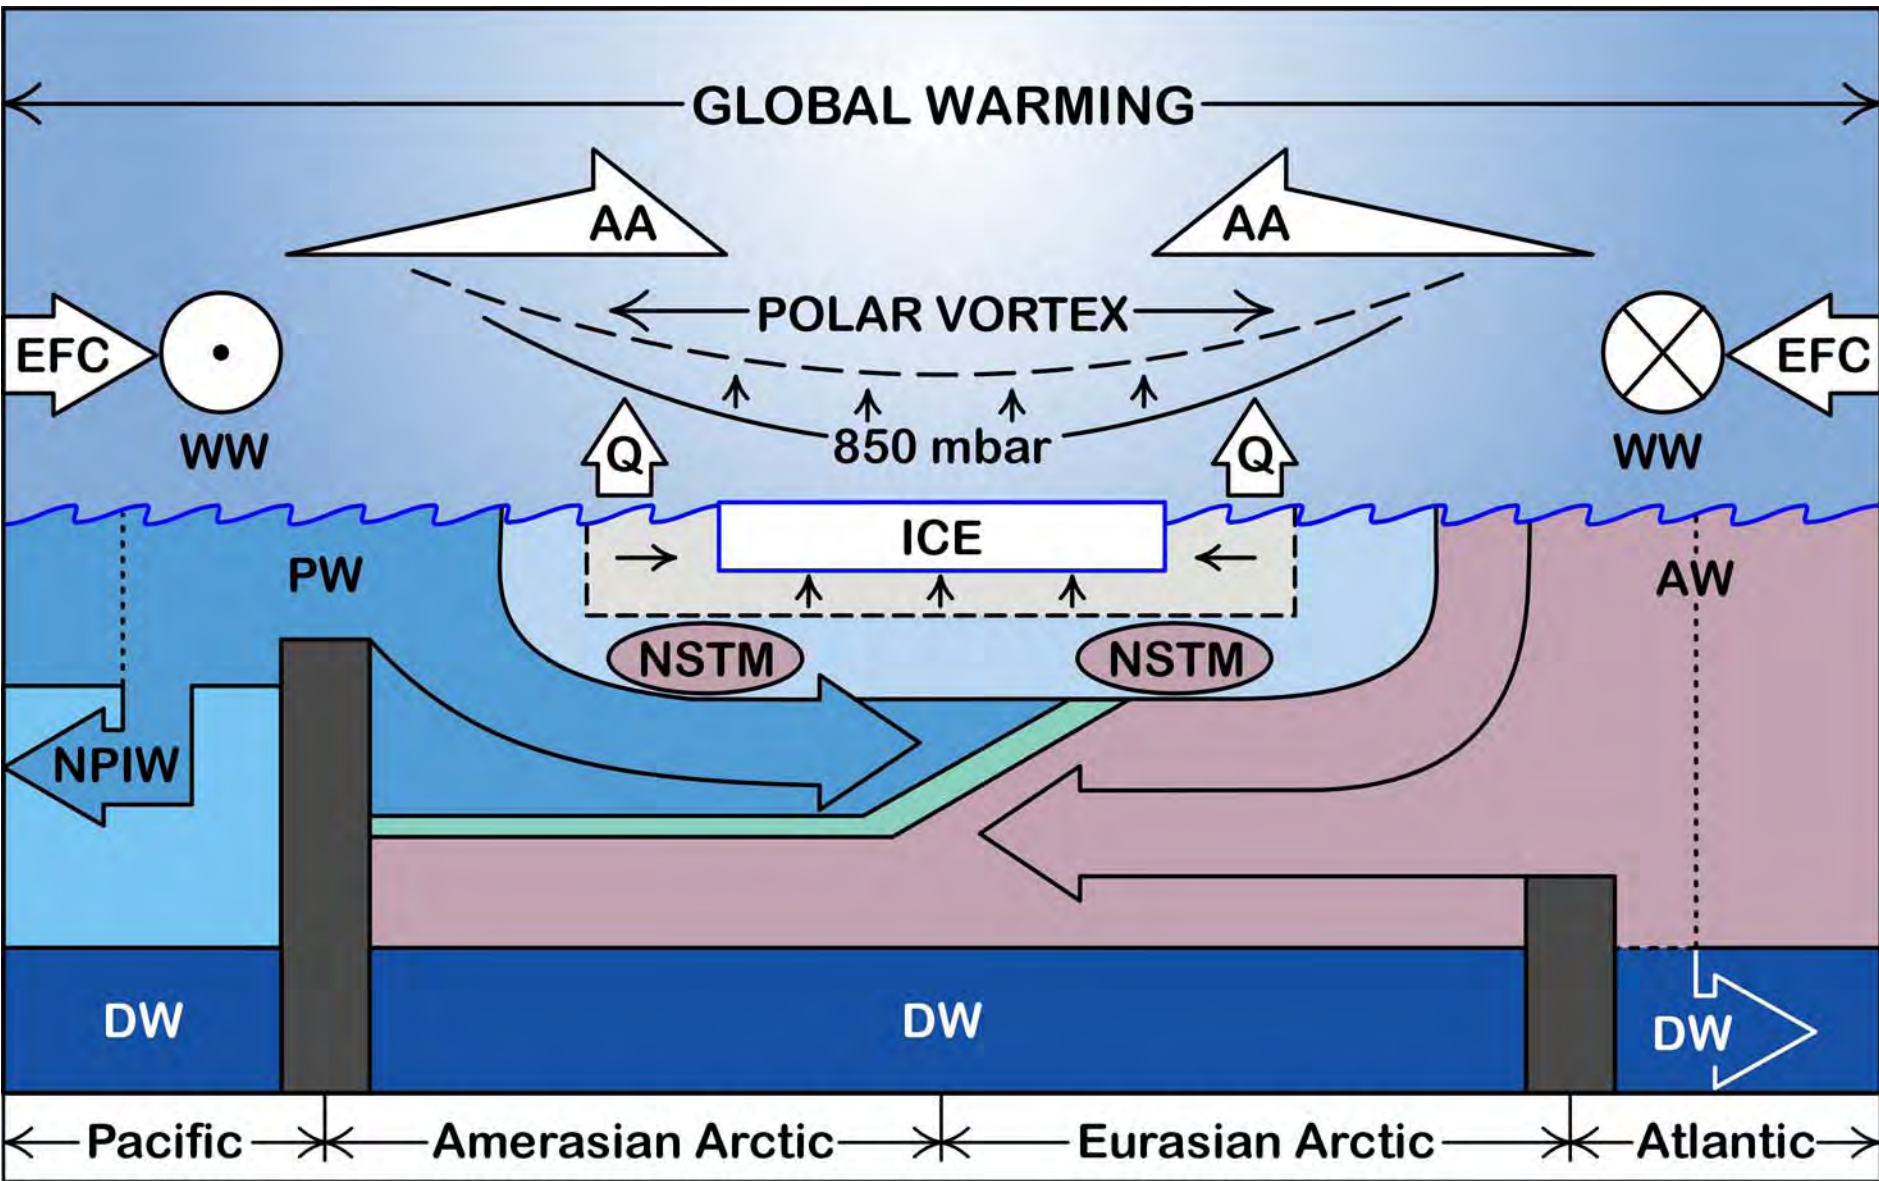 GLOBAL WARMING
AA
AA
POLAR VORTEX
EFC
EFC
WW
850 mbar
WW
Q
Q
ICE
PW
AW
NSTM
NSTM
NPIW
DW
DW
DW
Pacific
Amerasian Arctic
Eurasian Arctic
Atlantic